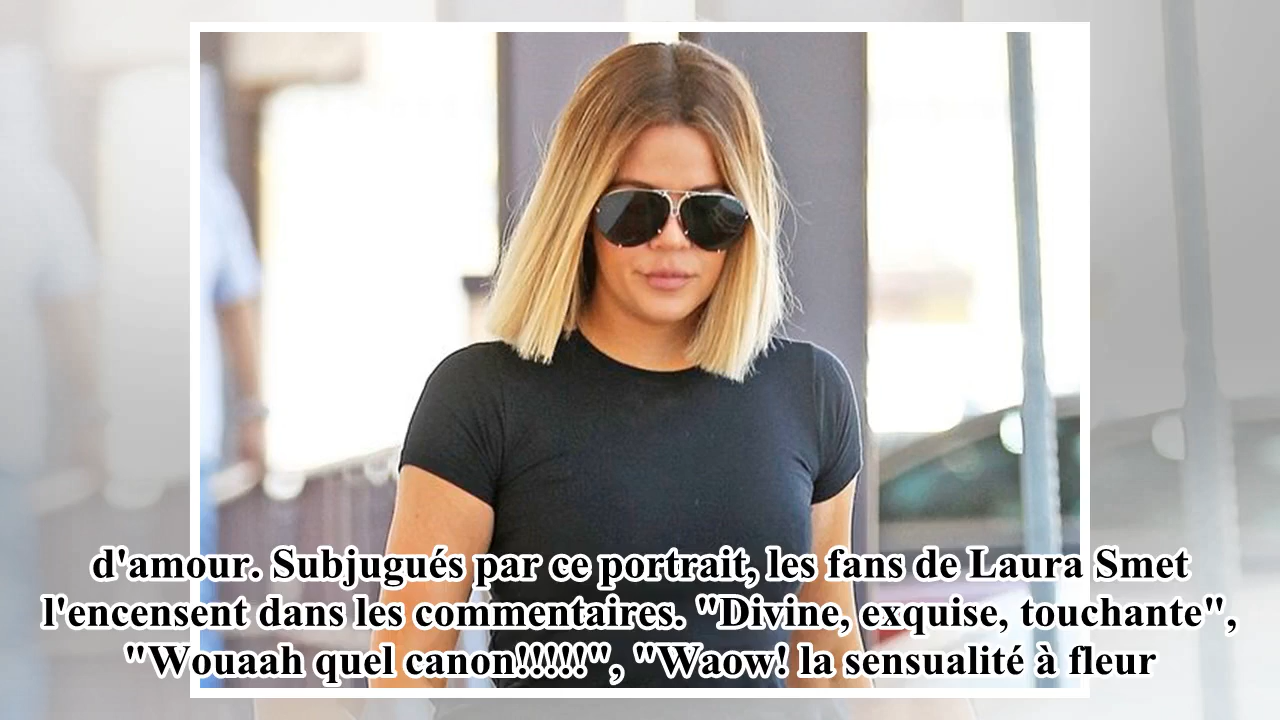 d'amour. Subjugués par ce portrait, les fans de Laura Smet
l'encensent dans les commentaires. "Divine, exquise, touchante",
"Wouaah quel canon!!!!!", "Waow! la sensualité à fleur